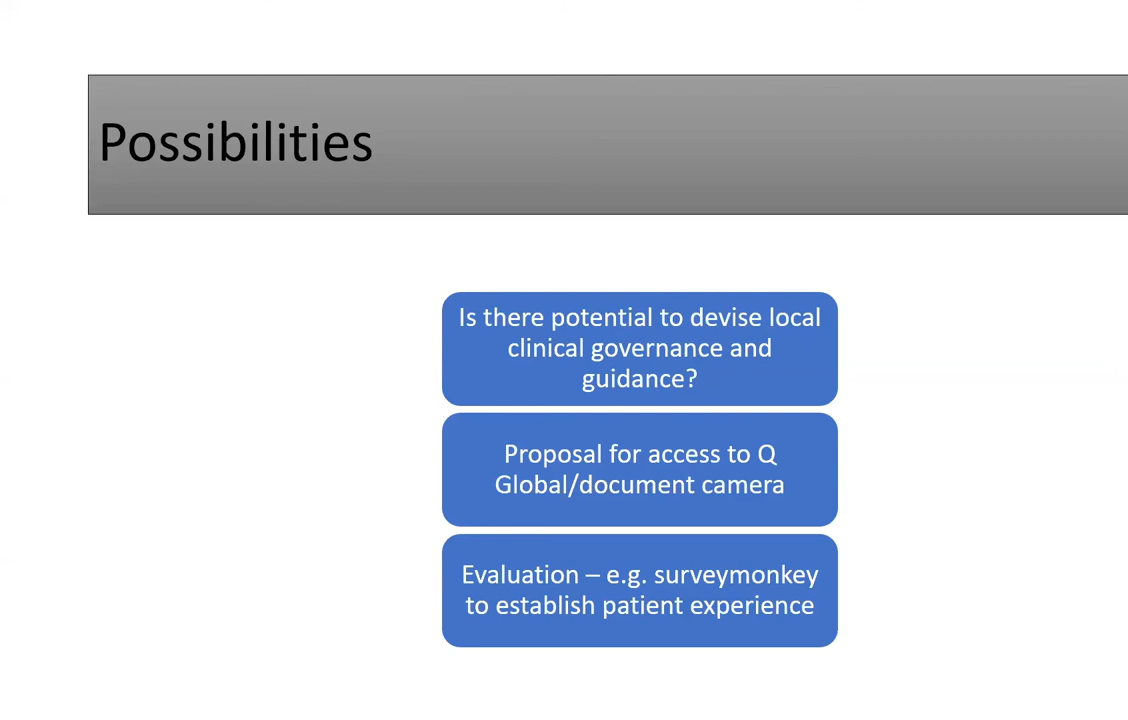 Possibilities
Is there potential to devise local
clinical governance and
guidance?
Proposal for access to Q
Global/document camera
Evaluation – e.g. surveymonkey
to establish patient experience